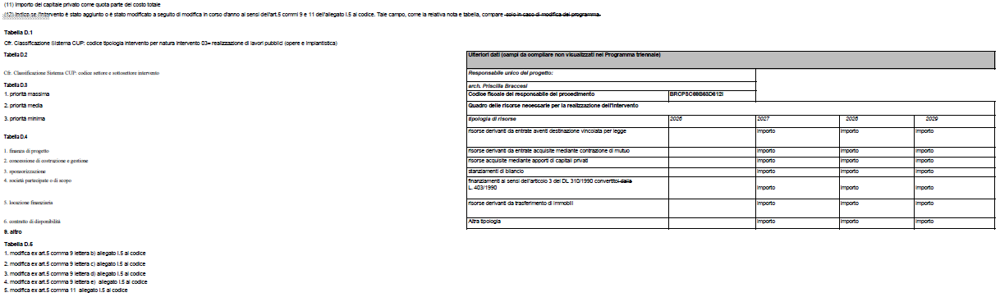 (11) Importo del capitale privato come quota parte del costo totale
(12) Indica se l'intervento è stato aggiunto o è stato modificato a seguito di modifica in corso d'anno ai sensi dell'art.5 commi 9 e 11 dell'allegato I.5 al codice. Tale campo, come la relativa nota e tabella, compare solo in caso di modifica del programma.
Tabella D.1
Cfr. Classificazione Sistema CUP: codice tipologia intervento per natura intervento 03= realizzazione di lavori pubblici (opere e impiantistica)
Tabella D.2
Cfr. Classificazione Sistema CUP: codice settore e sottosettore intervento
Tabella D.3
1. priorità massima
2. priorità media
3. priorità minima
Tabella D.4
1. finanza di progetto
2. concessione di costruzione e gestione
3. sponsorizzazione
4. società partecipate o di scopo
5. locazione finanziaria
6. contratto di disponibilità
9. altro
Tabella D.5
1. modifica ex art.5 comma 9 lettera b) allegato I.5 al codice
2. modifica ex art.5 comma 9 lettera c) allegato I.5 al codice
3. modifica ex art.5 comma 9 lettera d) allegato I.5 al codice
4. modifica ex art.5 comma 9 lettera e) allegato I.5 al codice
5. modifica ex art.5 comma 11 allegato I.5 al codice
Ulteriori dati (campi da compilare non visualizzati nel Programma triennale)
Responsabile unico del progetto:
arch. Priscilla Braccesi
Codice fiscale del responsabile del procedimento
Quadro delle risorse necessarie per la realizzazione dell'intervento
tipologia di risorse 2026 2027 2028 2029
risorse derivanti da entrate aventi destinazione vincolata per legge Importo Importo Importo
risorse derivanti da entrate acquisite mediante contrazione di mutuo Importo Importo Importo
risorse acquisite mediante apporti di capitali privati Importo Importo Importo
stanziamenti di bilancio Importo Importo Importo
finanziamenti ai sensi dell'articolo 3 del DL 310/1990 convertito dalla
L. 403/1990 Importo Importo Importo
risorse derivanti da trasferimento di immobili Importo Importo Importo
Altra tipologia Importo Importo Importo